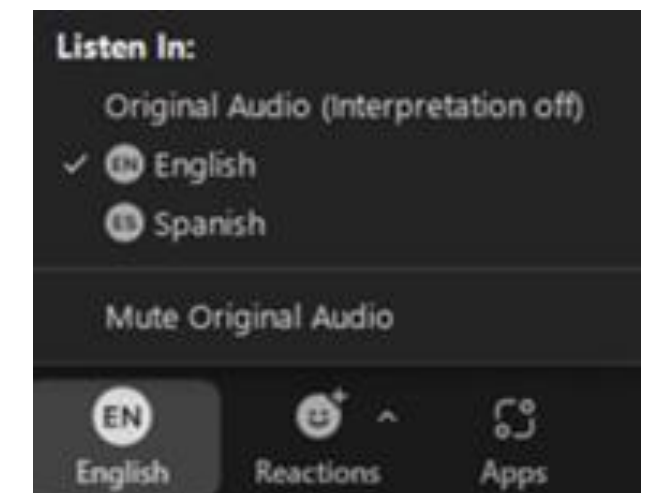 Listen In:
Original Audio (Interpretation off)
EN English
ES Spanish
Mute Original Audio
EN
English Reactions Apps